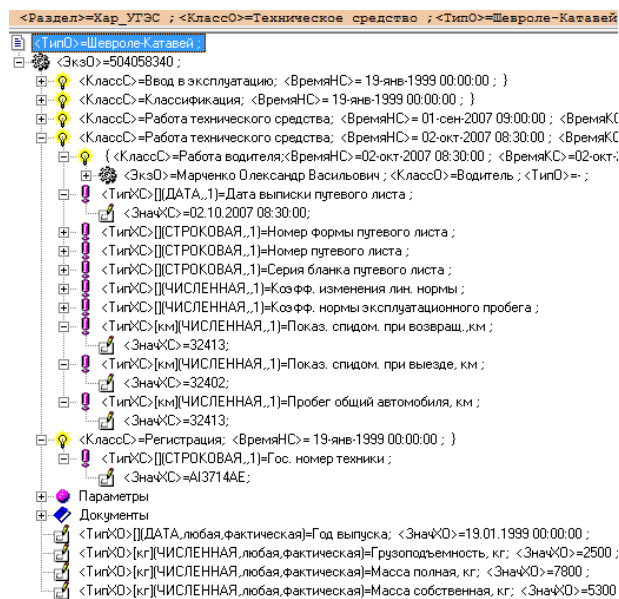 <Раздел>=Хар_УГЭС ;<КлассО>=Техническое средство ;<ТипО>=Шевроле-Катавей
<ТипО>=Шевроле-Катавей ;
<ЭкзО>=504058340 ;
<КлассС>=Ввод в эксплуатацию; <ВремяНС>= 19-янв-1999 00:00:00 ; }
<КлассС>=Классификация; <ВремяНС>= 19-янв-1999 00:00:00 ; }
<КлассС>=Работа технического средства; <ВремяНС>= 01-сен-2007 09:00:00 ; <ВремяКС
<КлассС>=Работа технического средства; <ВремяНС>= 02-окт-2007 08:30:00 ; <ВремяКС
{ <КлассС>=Работа водителя;<ВремяНС>=02-окт-2007 08:30:00 ; <ВремяКС>=02-окт-2
<ЭкзО>=Марченко Олександр Васильович ; <КлассО>=Водитель ; <ТипО>=- ;
<ТипХС>[](ДАТА,,1)=Дата выписки путевого листа ;
<ЗначХС>=02.10.2007 08:30:00;
<ТипХС>[](СТРОКОВАЯ,,1)=Номер формы путевого листа ;
<ТипХС>[](СТРОКОВАЯ,,1)=Номер путевого листа ;
<ТипХС>[](СТРОКОВАЯ,,1)=Серия бланка путевого листа ;
<ТипХС>[](ЧИСЛЕННАЯ,,1)=Коэфф. изменения лин. нормы ;
<ТипХС>[](ЧИСЛЕННАЯ,,1)=Коэфф. нормы эксплуатационного пробега ;
<ТипХС>[км](ЧИСЛЕННАЯ,,1)=Показ. спидом. при возвращ.,км ;
<ЗначХС>=32413;
<ТипХС>[км](ЧИСЛЕННАЯ,,1)=Показ. спидом. при выезде, км ;
<ЗначХС>=32402;
<ТипХС>[км](ЧИСЛЕННАЯ,,1)=Пробег общий автомобиля, км ;
<ЗначХС>=32413;
<КлассС>=Регистрация; <ВремяНС>= 19-янв-1999 00:00:00 ; }
<ТипХС>[](СТРОКОВАЯ,,1)=Гос. номер техники ;
<ЗначХС>=АІ3714АЕ;
Параметры
Документы
<ТипХО>[](ДАТА,любая,фактическая)=Год выпуска; <ЗначХО>=19.01.1999 00:00:00 ;
<ТипХО>[кг](ЧИСЛЕННАЯ,любая,фактическая)=Грузоподъемность, кг; <ЗначХО>=2500 ;
<ТипХО>[кг](ЧИСЛЕННАЯ,любая,фактическая)=Масса полная, кг; <ЗначХО>=7800 ;
<ТипХО>[кг](ЧИСЛЕННАЯ,любая,фактическая)=Масса собственная, кг; <ЗначХО>=5300